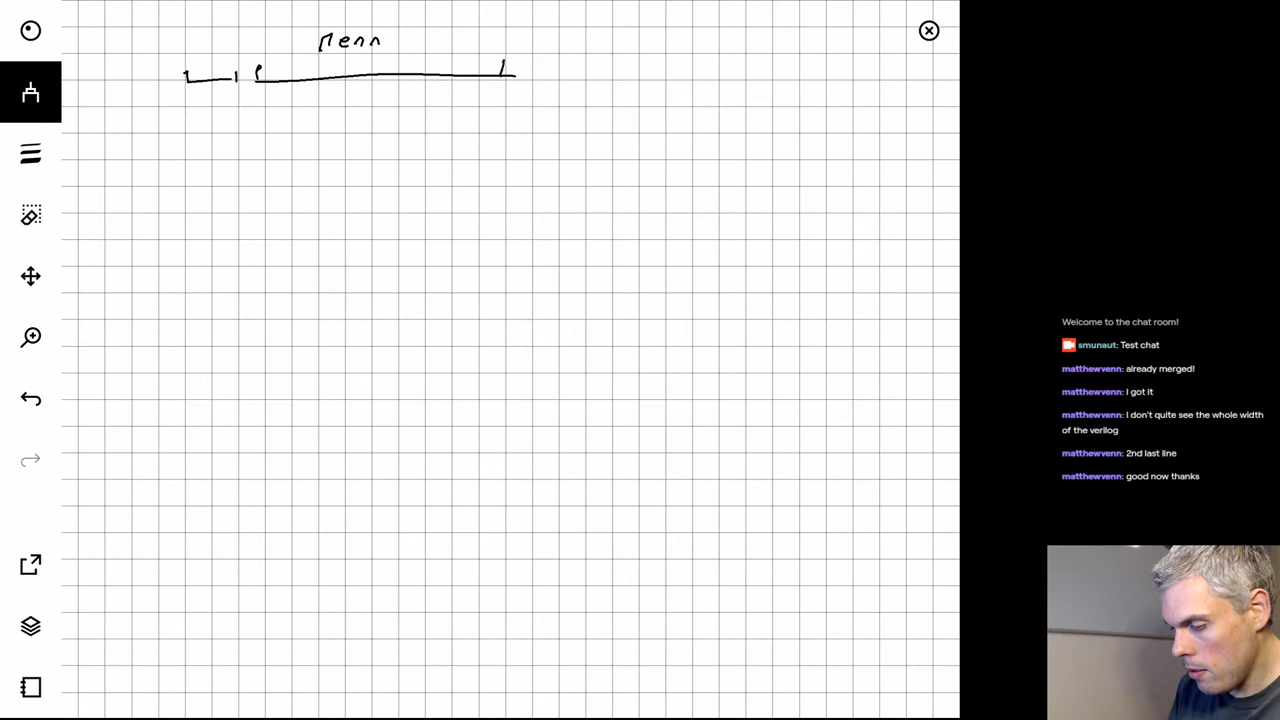 Welcome to the chat room!
smunaut: Test chat
matthewvenn: already merged!
matthewvenn: I got it
matthewvenn: I don't quite see the whole width
of the verilog
matthewvenn: 2nd last line
matthewvenn: good now thanks